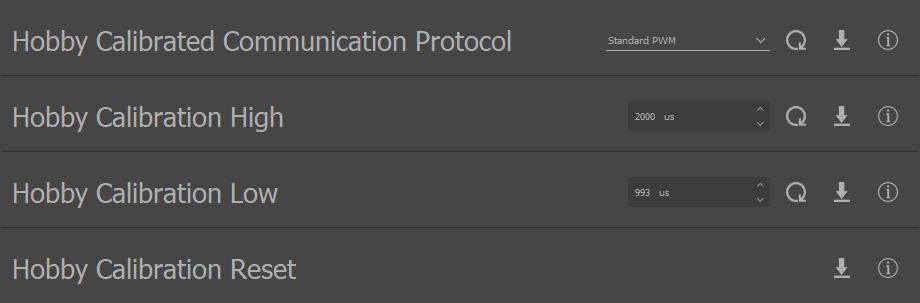 Hobby Calibrated Communication Protocol Standard PWM
Hobby Calibration High 2000 us
Hobby Calibration Low 993 us
Hobby Calibration Reset